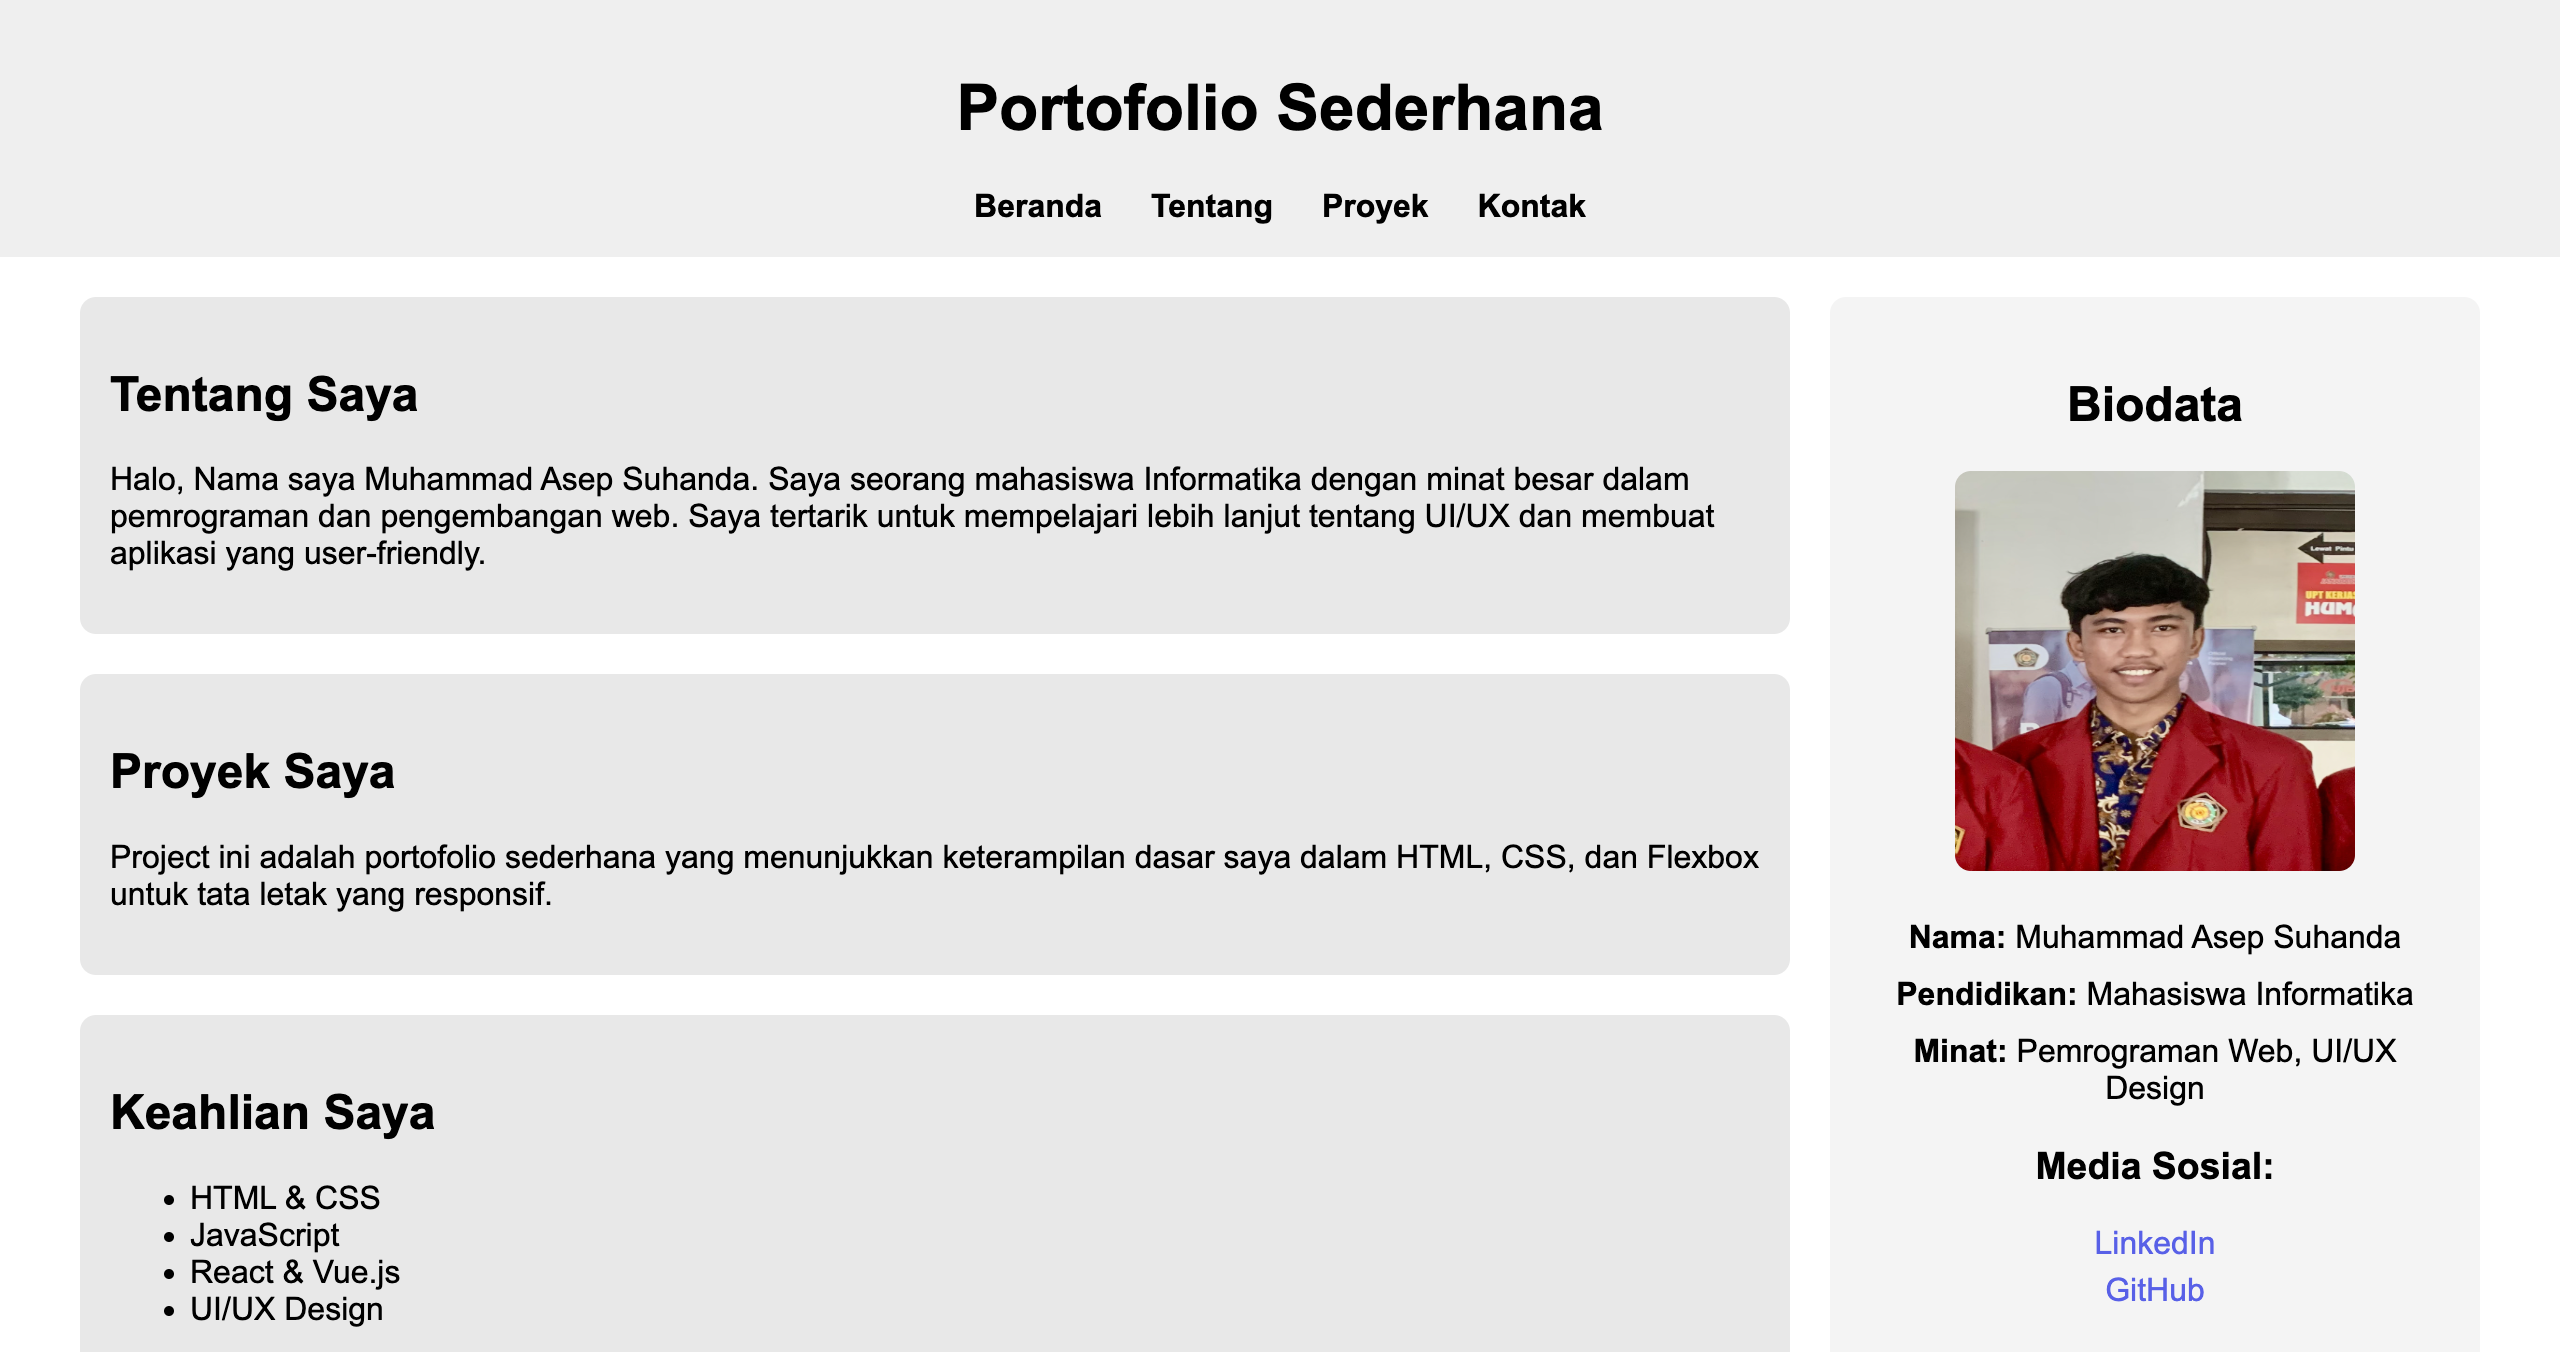 Portofolio Sederhana
Beranda Tentang Proyek Kontak
Tentang Saya
Halo, Nama saya Muhammad Asep Suhanda. Saya seorang mahasiswa Informatika dengan minat besar dalam
pemrograman dan pengembangan web. Saya tertarik untuk mempelajari lebih lanjut tentang UI/UX dan membuat
aplikasi yang user-friendly.
Proyek Saya
Project ini adalah portofolio sederhana yang menunjukkan keterampilan dasar saya dalam HTML, CSS, dan Flexbox
untuk tata letak yang responsif.
Keahlian Saya
HTML & CSS
JavaScript
React & Vue.js
UI/UX Design
Biodata
Lewat Pintu
UPT
Nama: Muhammad Asep Suhanda
Pendidikan: Mahasiswa Informatika
Minat: Pemrograman Web, UI/UX
Design
Media Sosial:
LinkedIn
GitHub